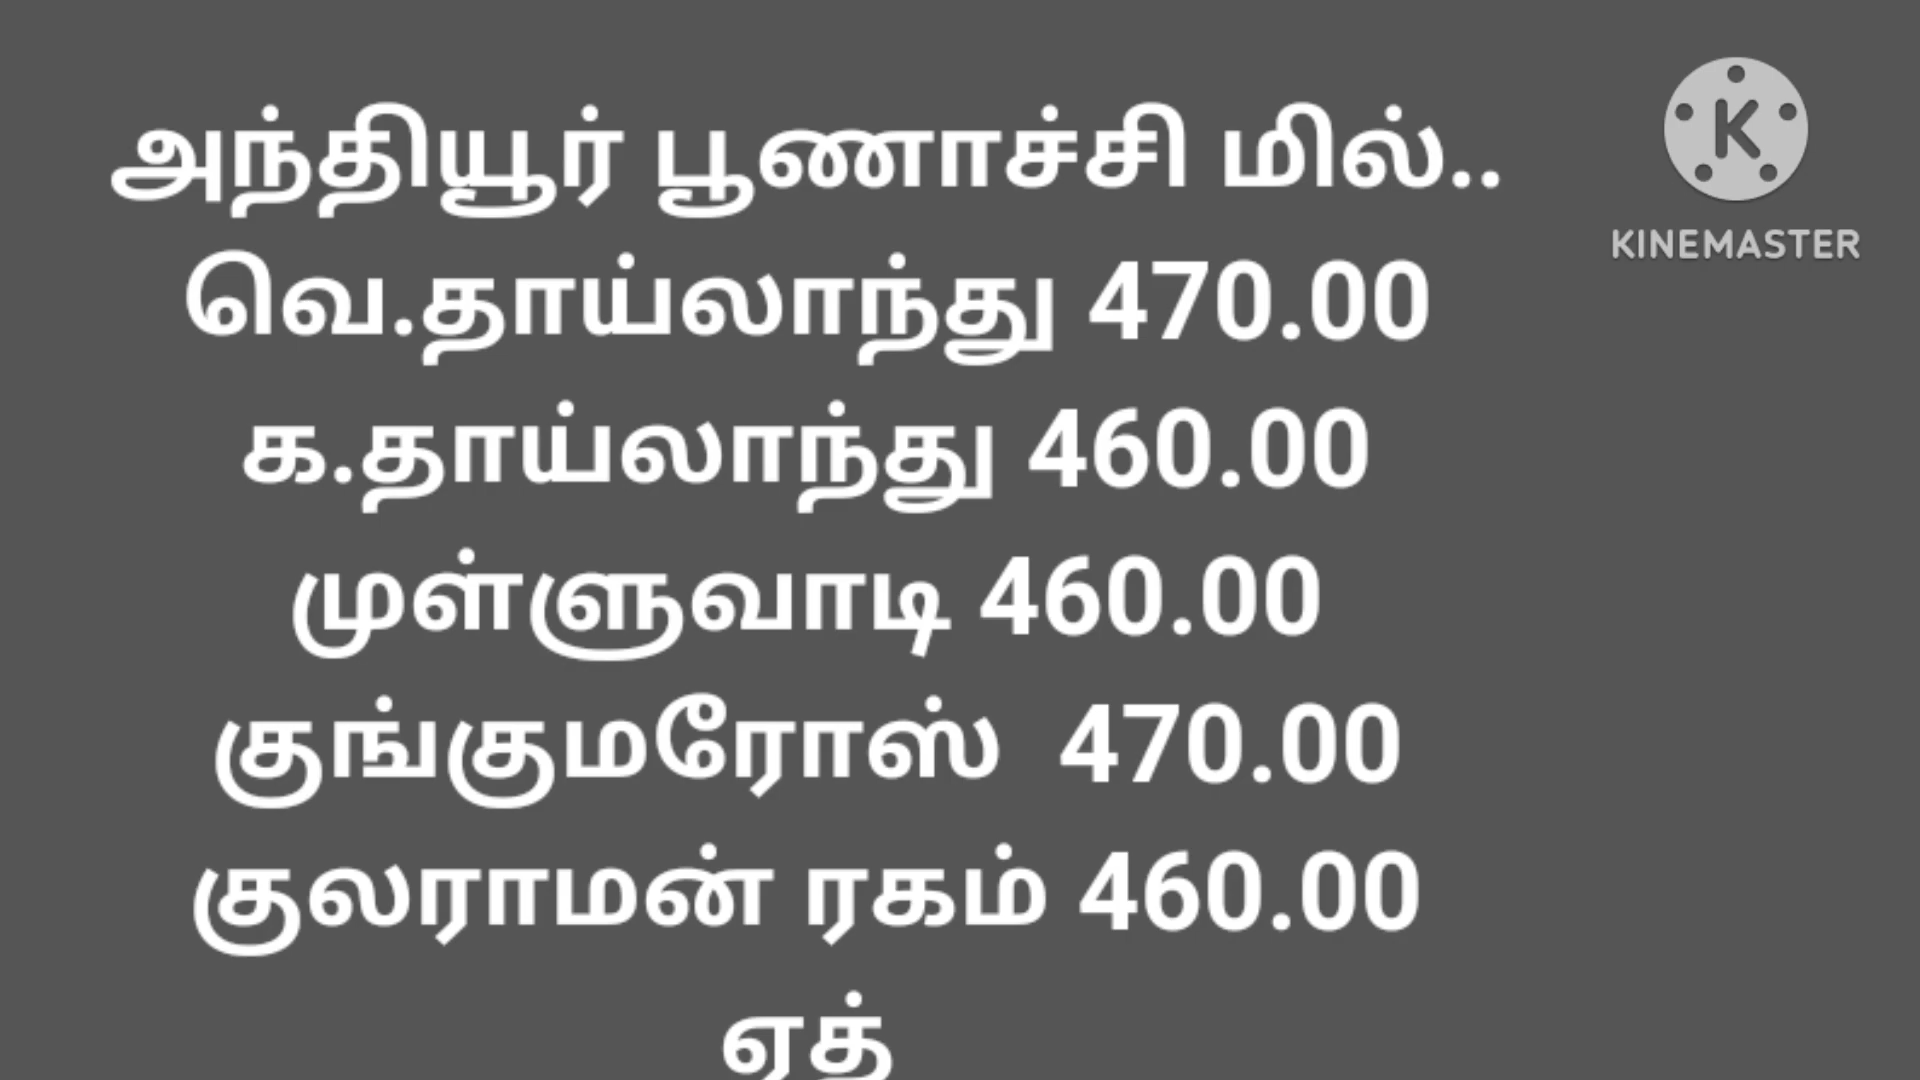 அந்தியூர் பூணாச்சி மில்..
வெ.தாய்லாந்து 470.00
க.தாய்லாந்து 460.00
முள்ளுவாடி 460.00
குங்குமரோஸ் 470.00
குலராமன் ரகம் 460.00
ஏத்
K
KINEMASTER